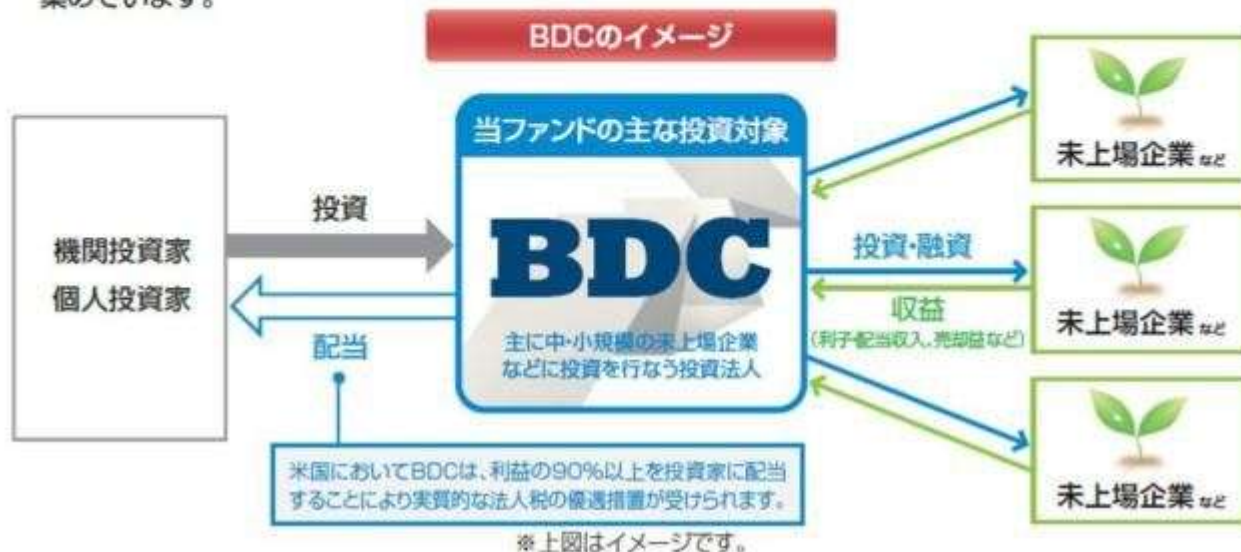 集めています。
BDCのイメージ
当ファンドの主な投資対象
BDC
主に中・小規模の未上場企業
などに投資を行なう投資法人
機関投資家
個人投資家
投資
配当
投資・融資
収益
(利子・配当収入、売却益など)
未上場企業など
未上場企業など
未上場企業など
米国においてBDCは、利益の90%以上を投資家に配当
することにより実質的な法人税の優遇措置が受けられます。
※上図はイメージです。